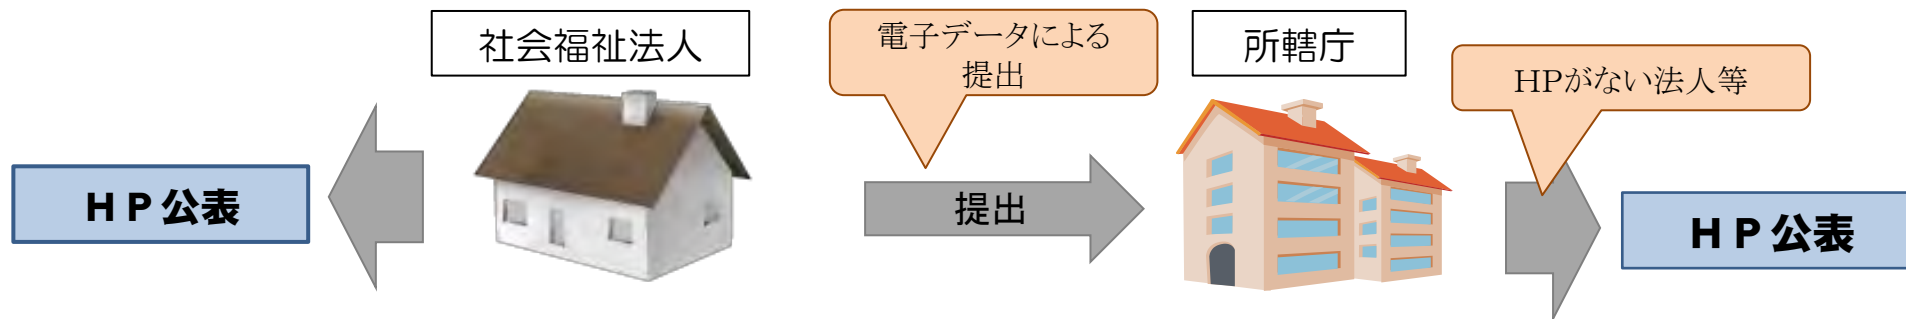 社会福祉法人
電子データによる
提出
所轄庁
HPがない法人等
ＨＰ公表
提出
ＨＰ公表